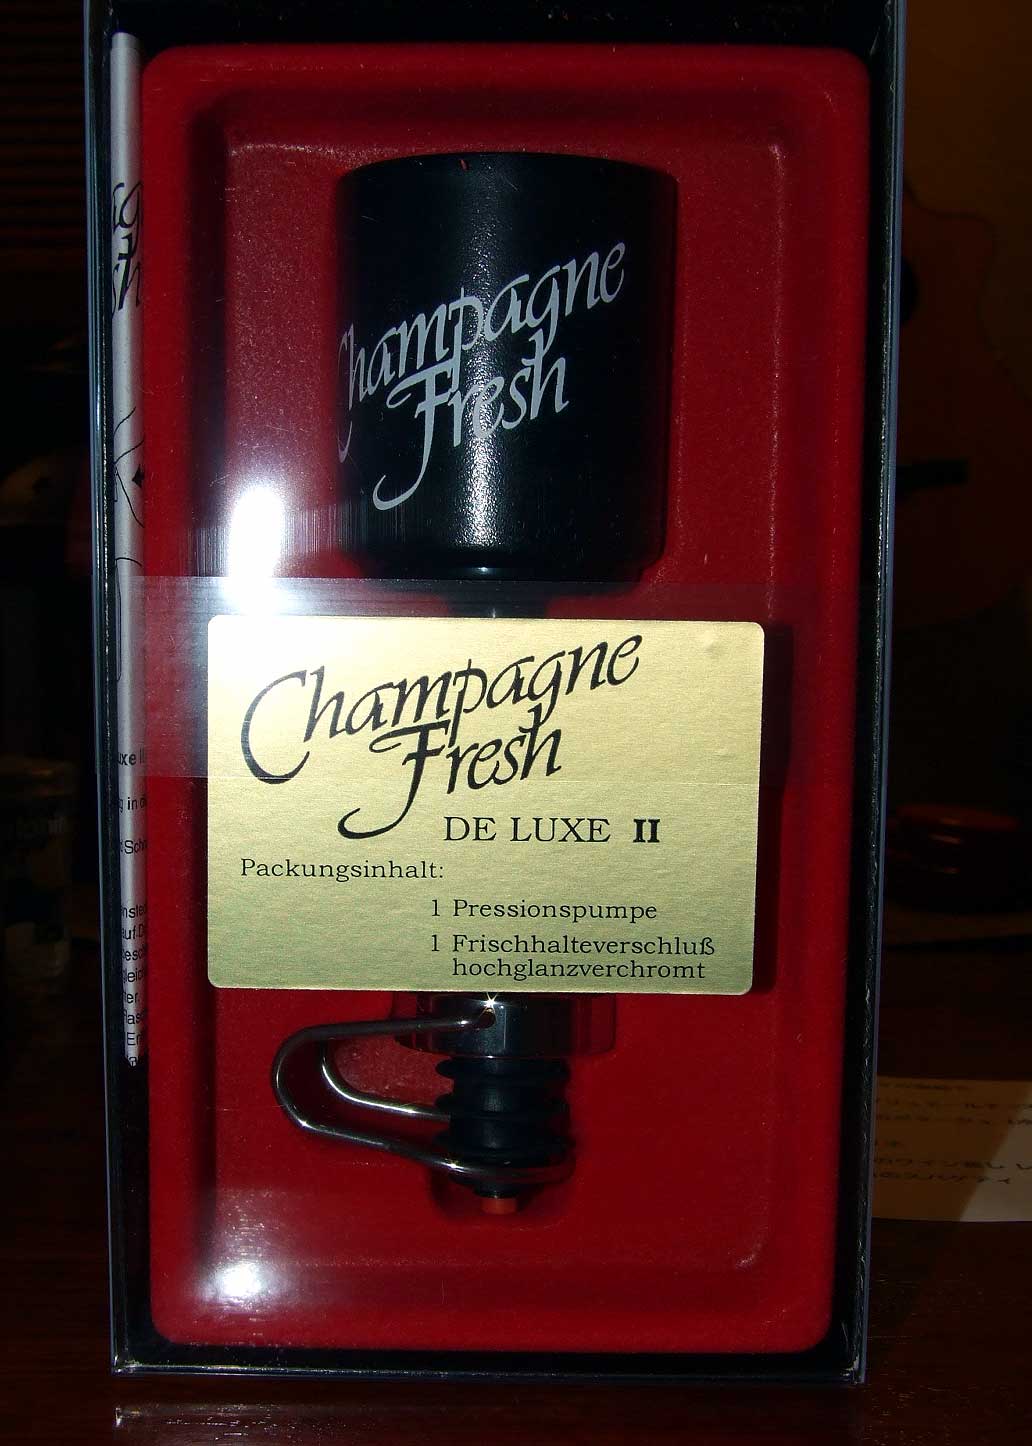 Champagne
Fresh
Champagne
Fresh
DE LUXE II
Packungsinhalt:
1 Pressionspumpe
1 Frischhalteverschluß
hochglanzverchromt